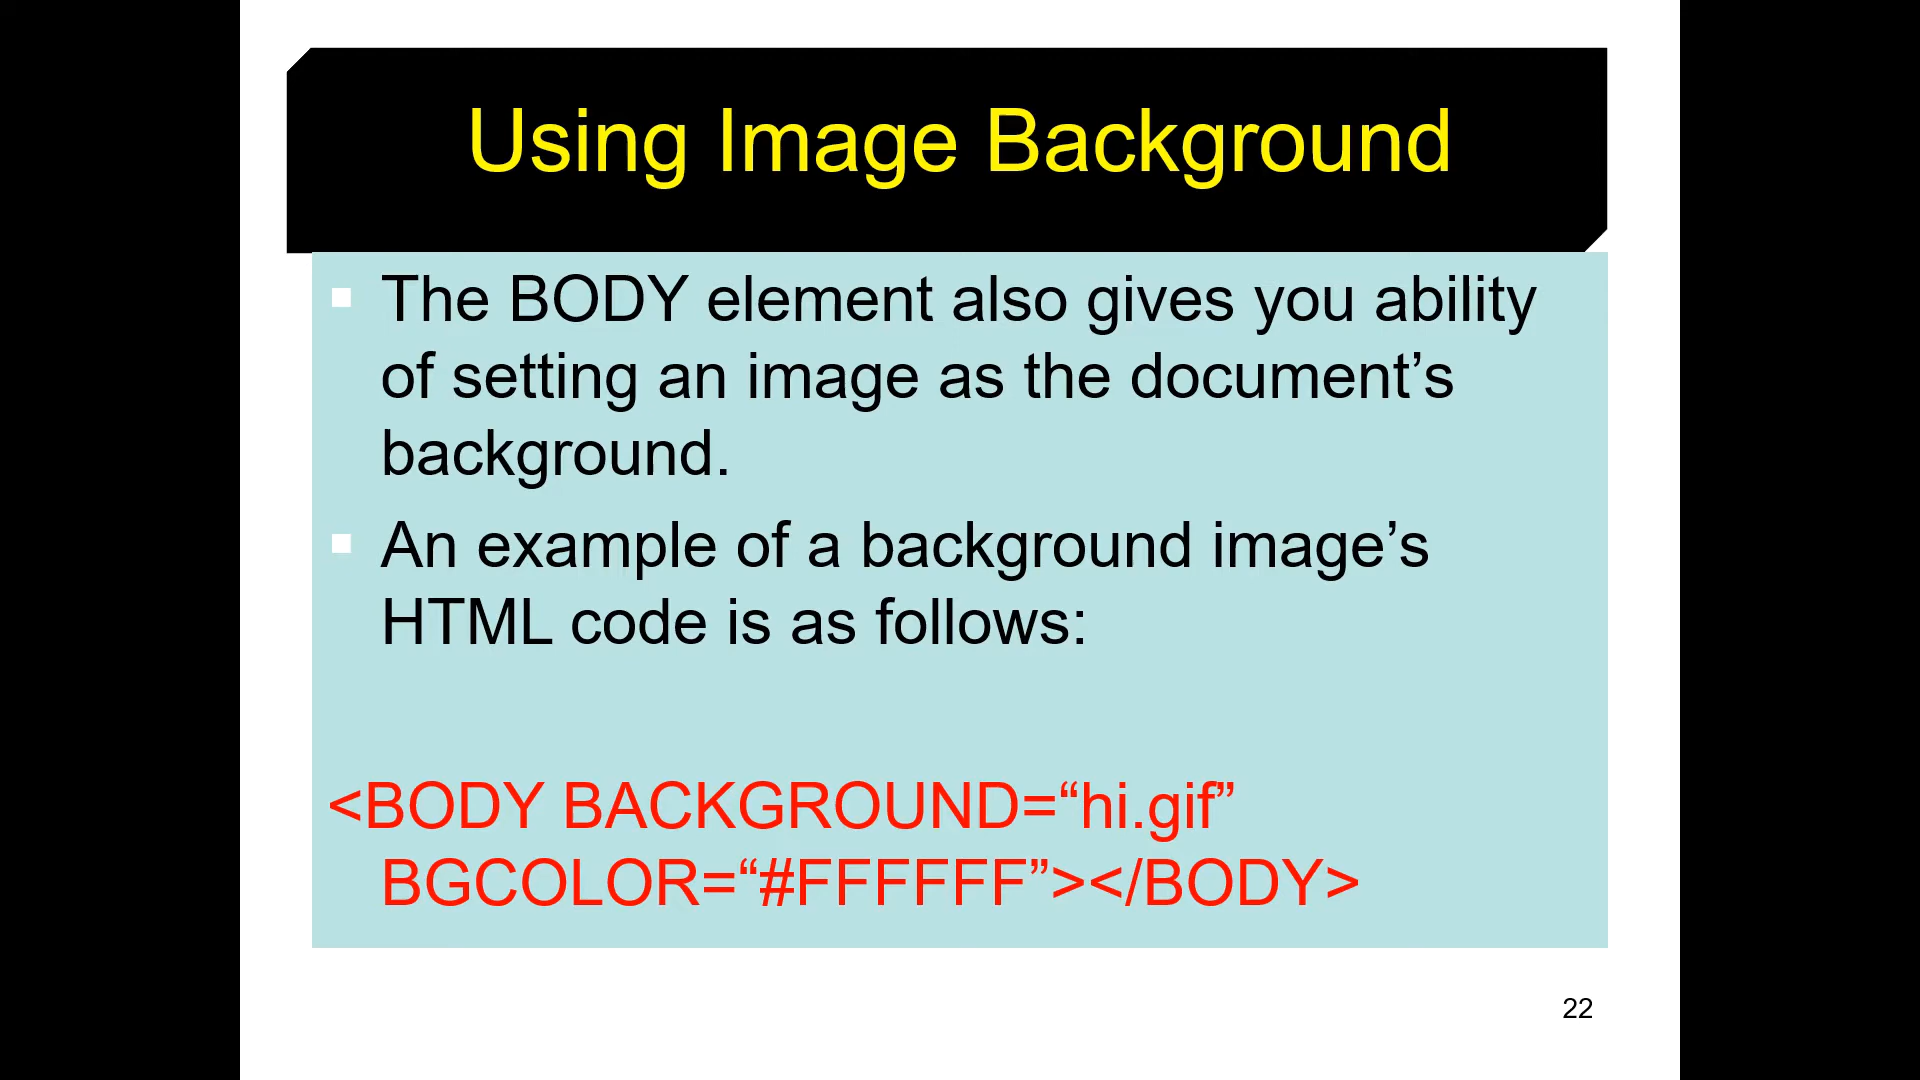 Using Image Background
The BODY element also gives you ability
of setting an image as the document’s
background.
An example of a background image’s
HTML code is as follows:
<BODY BACKGROUND=“hi.gif”
BGCOLOR=“#FFFFFF”></BODY>
22